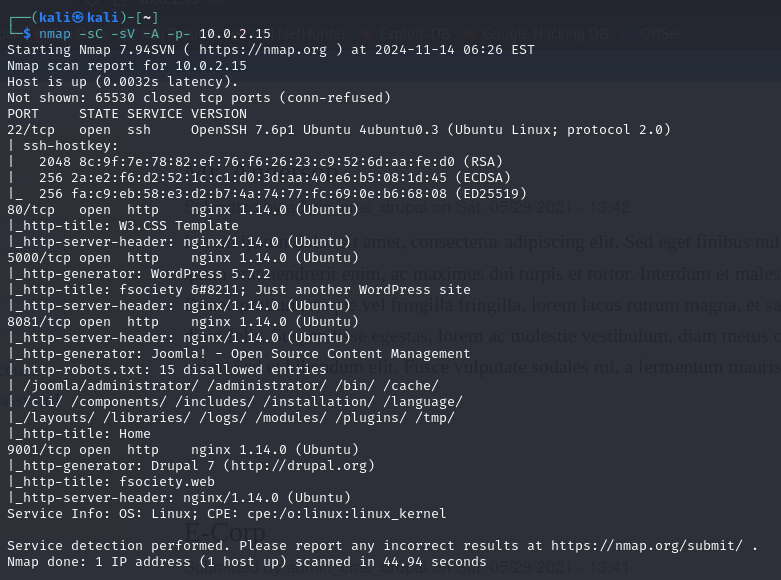 ┌──(kali㉿kali)-[~]
└─$ nmap -sC -sV -A -p- 10.0.2.15
Starting Nmap 7.94SVN ( https://nmap.org ) at 2024-11-14 06:26 EST
Nmap scan report for 10.0.2.15
Host is up (0.0032s latency).
Not shown: 65530 closed tcp ports (conn-refused)
PORT     STATE SERVICE VERSION
22/tcp   open  ssh     OpenSSH 7.6p1 Ubuntu 4ubuntu0.3 (Ubuntu Linux; protocol 2.0)
| ssh-hostkey:
|   2048 8c:9f:7e:78:82:ef:76:f6:26:23:c9:52:6d:aa:fe:d0 (RSA)
|   256 2a:e2:f6:d2:52:1c:c1:d0:3d:aa:40:e6:b5:08:1d:45 (ECDSA)
|_  256 fa:c9:eb:58:e3:d2:b7:4a:74:77:fc:69:0e:b6:68:08 (ED25519)
80/tcp   open  http    nginx 1.14.0 (Ubuntu)
|_http-title: W3.CSS Template
|_http-server-header: nginx/1.14.0 (Ubuntu)
5000/tcp open  http    nginx 1.14.0 (Ubuntu)
|_http-generator: WordPress 5.7.2
|_http-title: fsociety &#8211; Just another WordPress site
|_http-server-header: nginx/1.14.0 (Ubuntu)
8081/tcp open  http    nginx 1.14.0 (Ubuntu)
|_http-server-header: nginx/1.14.0 (Ubuntu)
|_http-generator: Joomla! - Open Source Content Management
| http-robots.txt: 15 disallowed entries
| /joomla/administrator/ /administrator/ /bin/ /cache/
| /cli/ /components/ /includes/ /installation/ /language/
|_/layouts/ /libraries/ /logs/ /modules/ /plugins/ /tmp/
|_http-title: Home
9001/tcp open  http    nginx 1.14.0 (Ubuntu)
|_http-generator: Drupal 7 (http://drupal.org)
|_http-title: fsociety.web
|_http-server-header: nginx/1.14.0 (Ubuntu)
Service Info: OS: Linux; CPE: cpe:/o:linux:linux_kernel
E-Corp
Service detection performed. Please report any incorrect results at https://nmap.org/submit/ .
Nmap done: 1 IP address (1 host up) scanned in 44.94 seconds